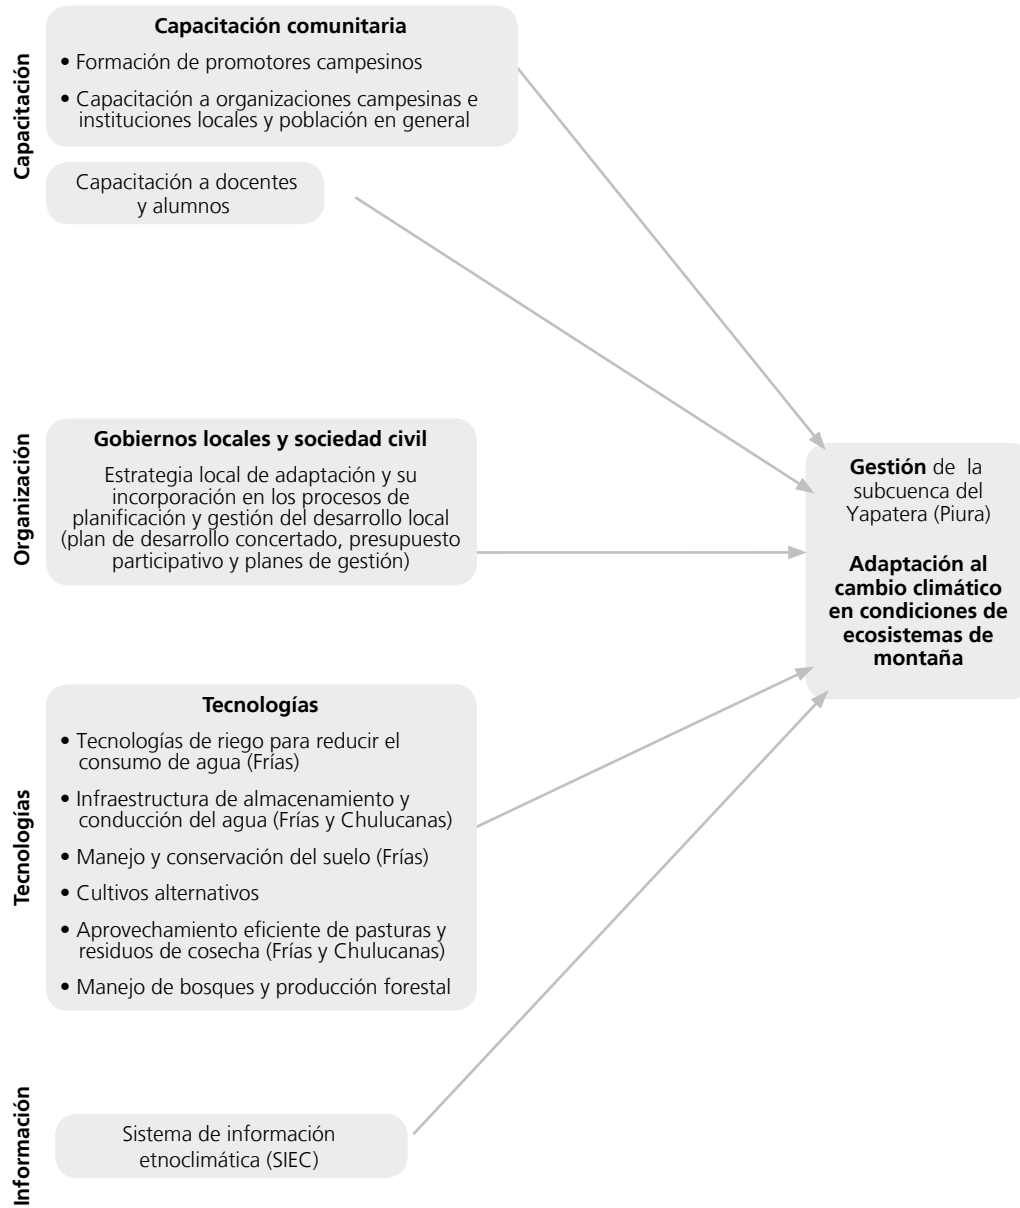 Capacitación
Capacitación comunitaria
• Formación de promotores campesinos
• Capacitación a organizaciones campesinas e
instituciones locales y población en general
Capacitación a docentes
y alumnos
Organización
Gobiernos locales y sociedad civil
Estrategia local de adaptación y su
incorporación en los procesos de
planificación y gestión del desarrollo local
(plan de desarrollo concertado, presupuesto
participativo y planes de gestión)
Tecnologías
Tecnologías
• Tecnologías de riego para reducir el
consumo de agua (Frías)
• Infraestructura de almacenamiento y
conducción del agua (Frías y Chulucanas)
• Manejo y conservación del suelo (Frías)
• Cultivos alternativos
• Aprovechamiento eficiente de pasturas y
residuos de cosecha (Frías y Chulucanas)
• Manejo de bosques y producción forestal
Información
Sistema de información
etnoclimática (SIEC)
Gestión de la
subcuenca del
Yapatera (Piura)
Adaptación al
cambio climático
en condiciones de
ecosistemas de
montaña